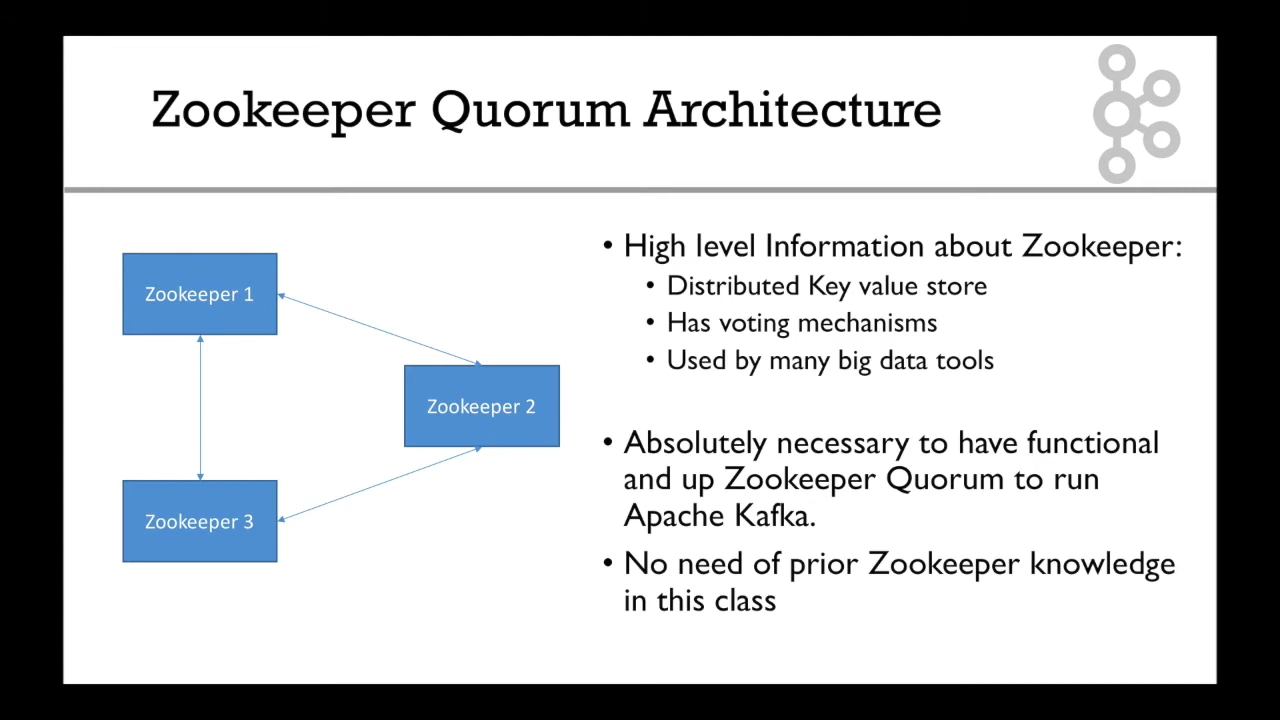 Zookeeper Quorum Architecture
Zookeeper 1
Zookeeper 2
Zookeeper 3
• High level Information about Zookeeper:
• Distributed Key value store
• Has voting mechanisms
• Used by many big data tools
• Absolutely necessary to have functional
and up Zookeeper Quorum to run
Apache Kafka.
• No need of prior Zookeeper knowledge
in this class